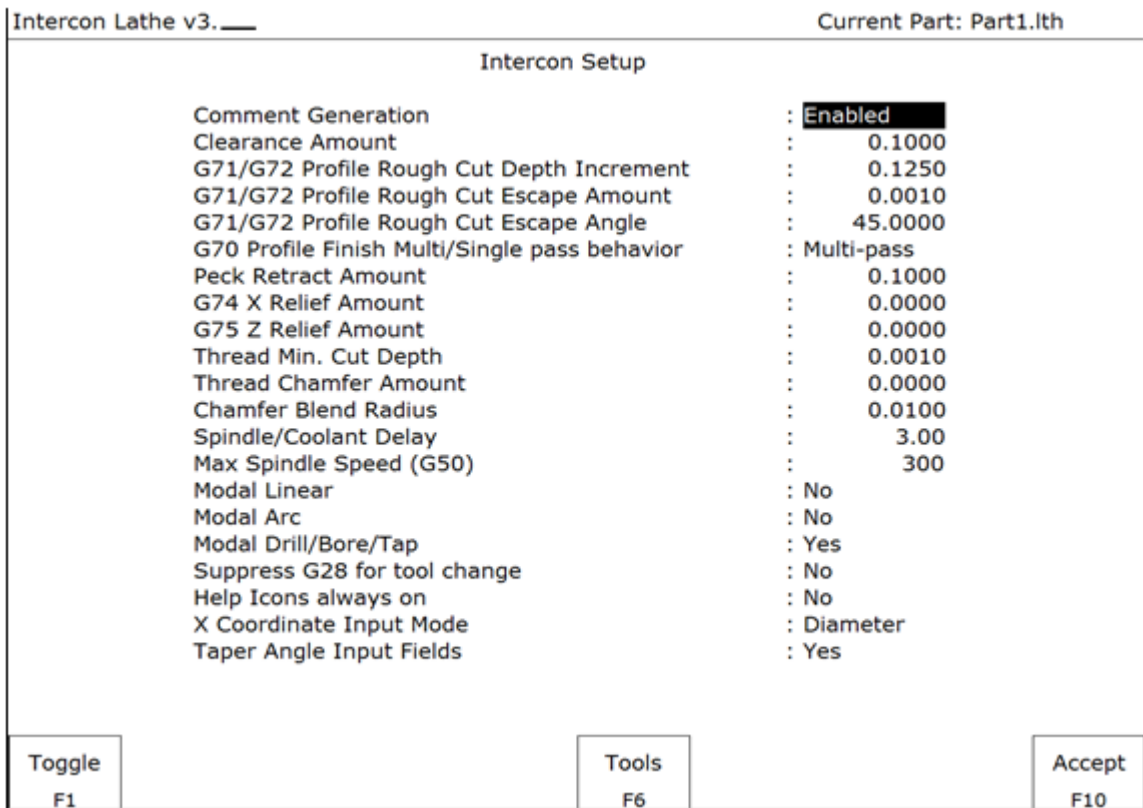 Intercon Lathe v3.__ Current Part: Part1.lth
Intercon Setup
Comment Generation : Enabled
Clearance Amount : 0.1000
G71/G72 Profile Rough Cut Depth Increment : 0.1250
G71/G72 Profile Rough Cut Escape Amount : 0.0010
G71/G72 Profile Rough Cut Escape Angle : 45.0000
G70 Profile Finish Multi/Single pass behavior : Multi-pass
Peck Retract Amount : 0.1000
G74 X Relief Amount : 0.0000
G75 Z Relief Amount : 0.0000
Thread Min. Cut Depth : 0.0010
Thread Chamfer Amount : 0.0000
Chamfer Blend Radius : 0.0100
Spindle/Coolant Delay : 3.00
Max Spindle Speed (G50) : 300
Modal Linear : No
Modal Arc : No
Modal Drill/Bore/Tap : Yes
Suppress G28 for tool change : No
Help Icons always on : No
X Coordinate Input Mode : Diameter
Taper Angle Input Fields : Yes
Toggle Tools Accept
F1 F6 F10